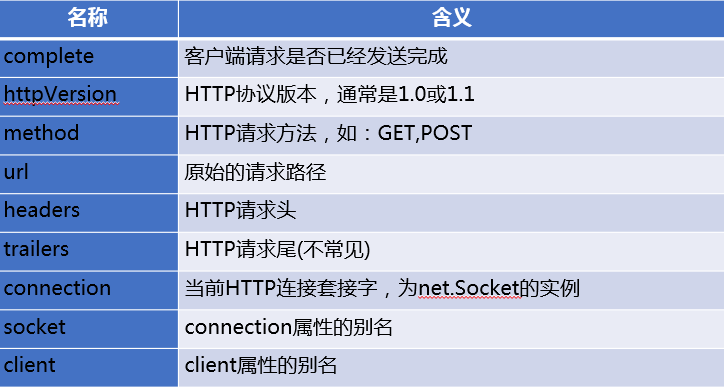 名称 含义
complete 客户端请求是否已经发送完成
httpVersion HTTP协议版本，通常是1.0或1.1
method HTTP请求方法，如：GET,POST
url 原始的请求路径
headers HTTP请求头
trailers HTTP请求尾(不常见)
connection 当前HTTP连接套接字，为net.Socket的实例
socket connection属性的别名
client client属性的别名